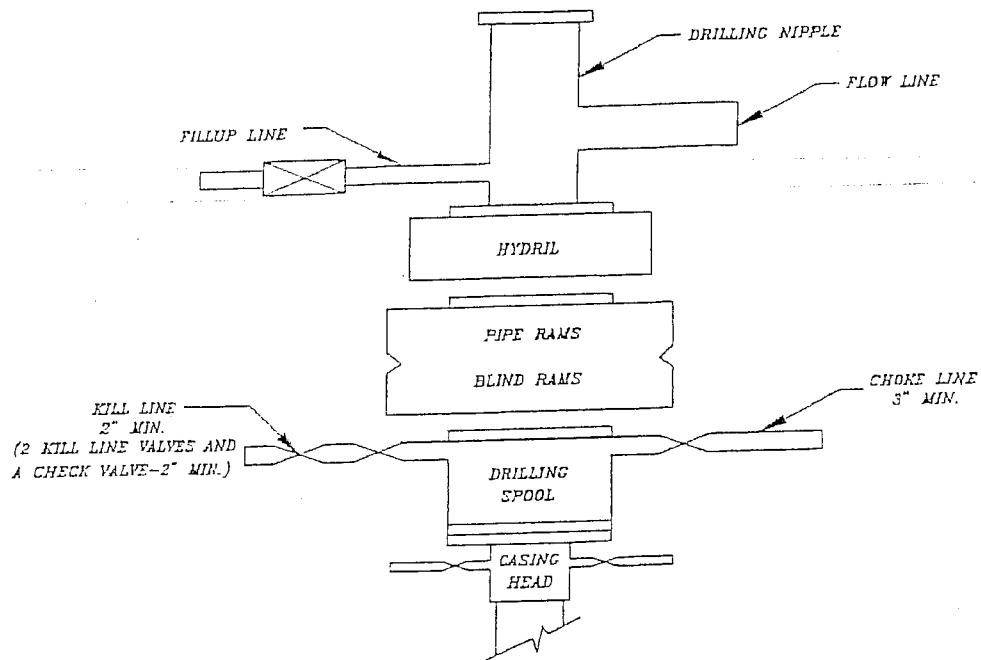 DRILLING NIPPLE
FLOW LINE
FILLUP LINE
HYDRIL
PIPE RAMS
BLIND RAMS
KILL LINE
2" MIN.
(2 KILL LINE VALVES AND
A CHECK VALVE-2" MIN.)
CHOKE LINE
3" MIN.
DRILLING
SPOOL
CASING
HEAD